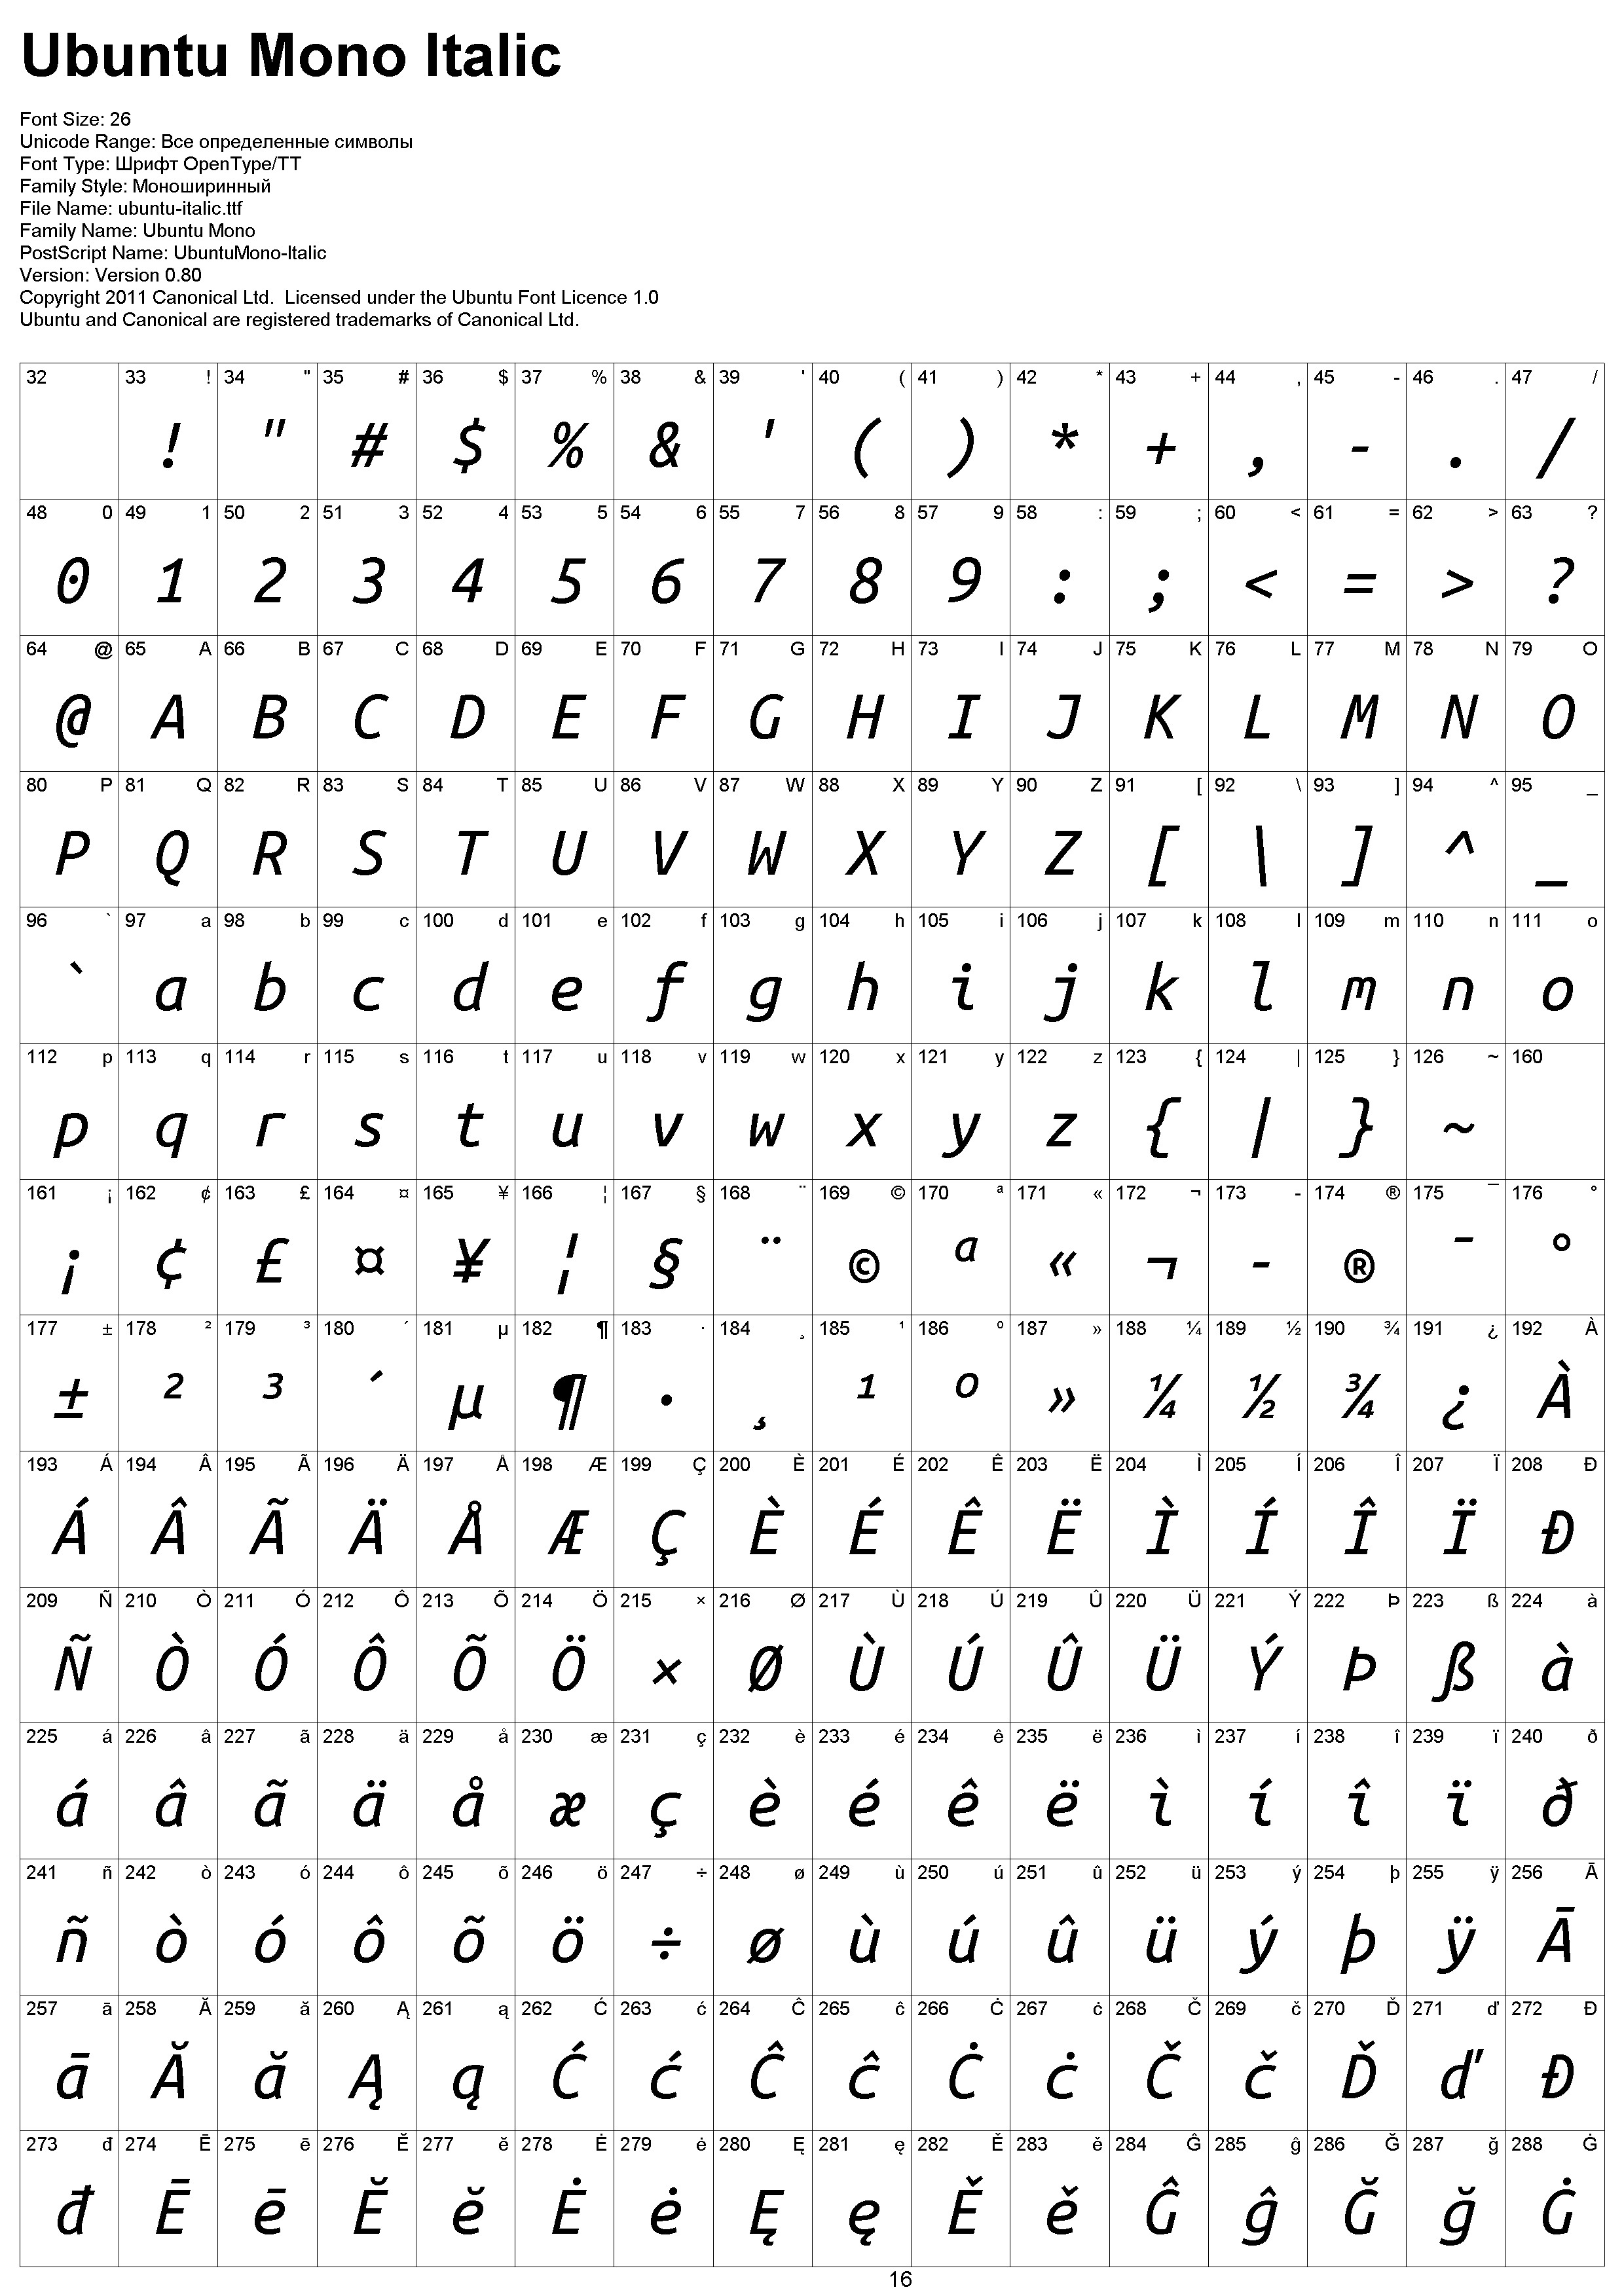 Ubuntu Mono Italic
Font Size: 26
Unicode Range: Все определенные символы
Font Type: Шрифт OpenType/TT
Family Style: Моноширинный
File Name: ubuntu-italic.ttf
Family Name: Ubuntu Mono
PostScript Name: UbuntuMono-Italic
Version: Version 0.80
Copyright 2011 Canonical Ltd.  Licensed under the Ubuntu Font Licence 1.0
Ubuntu and Canonical are registered trademarks of Canonical Ltd.
32 33 ! 34 " 35 # 36 $ 37 % 38 & 39 ' 40 ( 41 ) 42 * 43 + 44 , 45 - 46 . 47 /
! " # $ % & ' ( ) * + , - . /
48 0 49 1 50 2 51 3 52 4 53 5 54 6 55 7 56 8 57 9 58 : 59 ; 60 < 61 = 62 > 63 ?
0 1 2 3 4 5 6 7 8 9 : ; < = > ?
64 @ 65 A 66 B 67 C 68 D 69 E 70 F 71 G 72 H 73 I 74 J 75 K 76 L 77 M 78 N 79 O
@ A B C D E F G H I J K L M N O
80 P 81 Q 82 R 83 S 84 T 85 U 86 V 87 W 88 X 89 Y 90 Z 91 [ 92 \ 93 ] 94 ^ 95 _
P Q R S T U V W X Y Z [ \ ] ^ _
96 ` 97 a 98 b 99 c 100 d 101 e 102 f 103 g 104 h 105 i 106 j 107 k 108 l 109 m 110 n 111 o
` a b c d e f g h i j k l m n o
112 p 113 q 114 r 115 s 116 t 117 u 118 v 119 w 120 x 121 y 122 z 123 { 124 | 125 } 126 ~ 160
p q r s t u v w x y z { | } ~
161 ¡ 162 ¢ 163 £ 164 ¤ 165 ¥ 166 ¦ 167 § 168 ¨ 169 © 170 ª 171 « 172 ¬ 173 - 174 ® 175 ¯ 176 °
¡ ¢ £ ¤ ¥ ¦ § ¨ © ª « ¬ - ® ¯ °
177 ± 178 ² 179 ³ 180 ´ 181 µ 182 ¶ 183 · 184 ¸ 185 ¹ 186 º 187 » 188 ¼ 189 ½ 190 ¾ 191 ¿ 192 À
± ² ³ ´ µ ¶ · ¸ ¹ º » ¼ ½ ¾ ¿ À
193 Á 194 Â 195 Ã 196 Ä 197 Å 198 Æ 199 Ç 200 È 201 É 202 Ê 203 Ë 204 Ì 205 Í 206 Î 207 Ï 208 Ð
Á Â Ã Ä Å Æ Ç È É Ê Ë Ì Í Î Ï Ð
209 Ñ 210 Ò 211 Ó 212 Ô 213 Õ 214 Ö 215 × 216 Ø 217 Ù 218 Ú 219 Û 220 Ü 221 Ý 222 Þ 223 ß 224 à
Ñ Ò Ó Ô Õ Ö × Ø Ù Ú Û Ü Ý Þ ß à
225 á 226 â 227 ã 228 ä 229 å 230 æ 231 ç 232 è 233 é 234 ê 235 ë 236 ì 237 í 238 î 239 ï 240 ð
á â ã ä å æ ç è é ê ë ì í î ï ð
241 ñ 242 ò 243 ó 244 ô 245 õ 246 ö 247 ÷ 248 ø 249 ù 250 ú 251 û 252 ü 253 ý 254 þ 255 ÿ 256 Ā
ñ ò ó ô õ ö ÷ ø ù ú û ü ý þ ÿ Ā
257 ā 258 Ă 259 ă 260 Ą 261 ą 262 Ć 263 ć 264 Ĉ 265 ĉ 266 Ċ 267 ċ 268 Č 269 č 270 Ď 271 ď 272 Đ
ā Ă ă Ą ą Ć ć Ĉ ĉ Ċ ċ Č č Ď ď Đ
273 đ 274 Ē 275 ē 276 Ĕ 277 ĕ 278 Ė 279 ė 280 Ę 281 ę 282 Ě 283 ě 284 Ĝ 285 ĝ 286 Ğ 287 ğ 288 Ġ
đ Ē ē Ĕ ĕ Ė ė Ę ę Ě ě Ĝ ĝ Ğ ğ Ġ
16